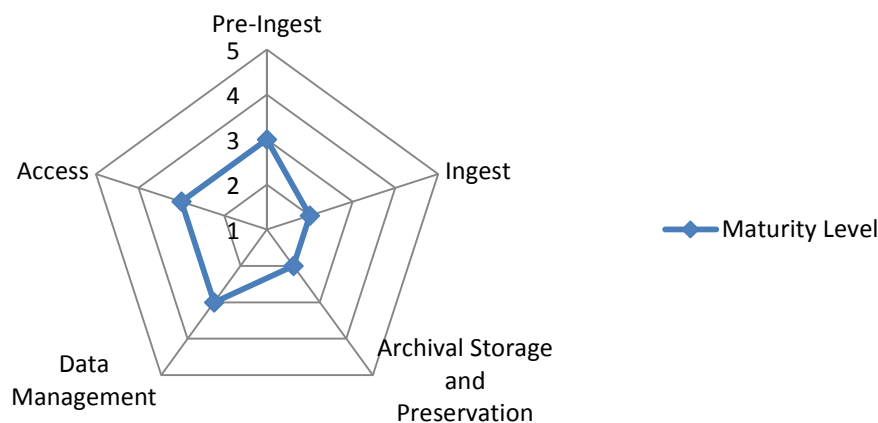 Pre-Ingest
5
4
3
2
1
Access
Ingest
Maturity Level
Data
Management
Archival Storage
and
Preservation